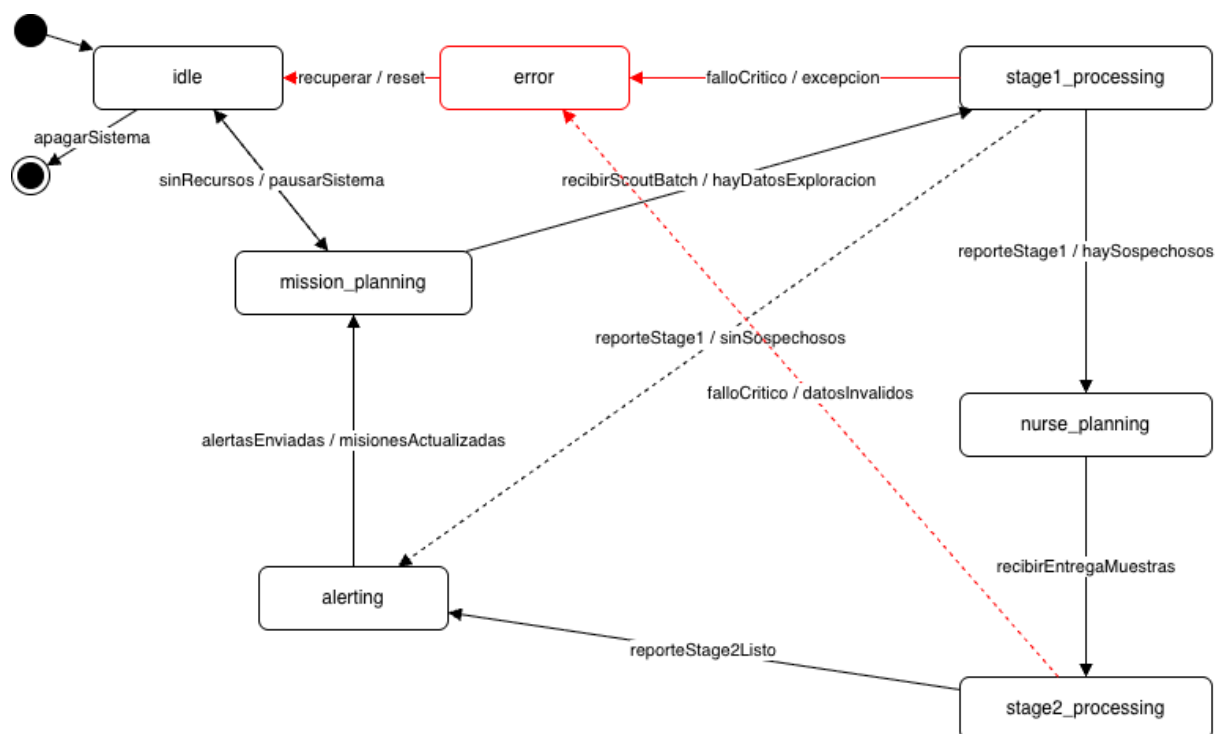 idle
recuperar / reset
error
falloCritico / excepcion
stage1_processing
apagarSistema
sinRecursos / pausarSistema
recibirScoutBatch / hayDatosExploracion
reporteStage1 / haySospechosos
mission_planning
reporteStage1 / sinSospechosos
falloCritico / datosInvalidos
nurse_planning
alertasEnviadas / misionesActualizadas
recibirEntregaMuestras
alerting
reporteStage2Listo
stage2_processing